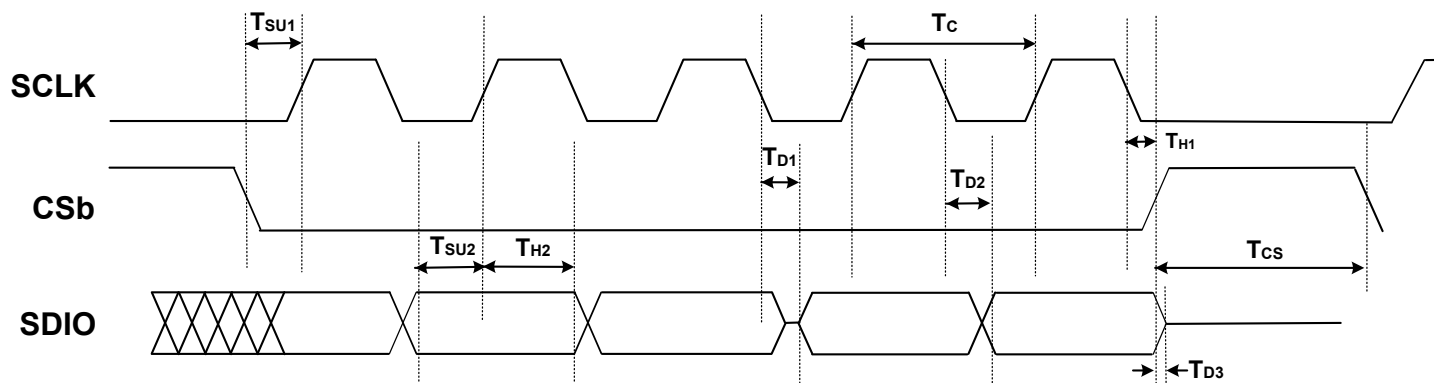 TSU1
TC
SCLK
TH1
TD1
TD2
CSb
TSU2
TH2
TCS
SDIO
TD3